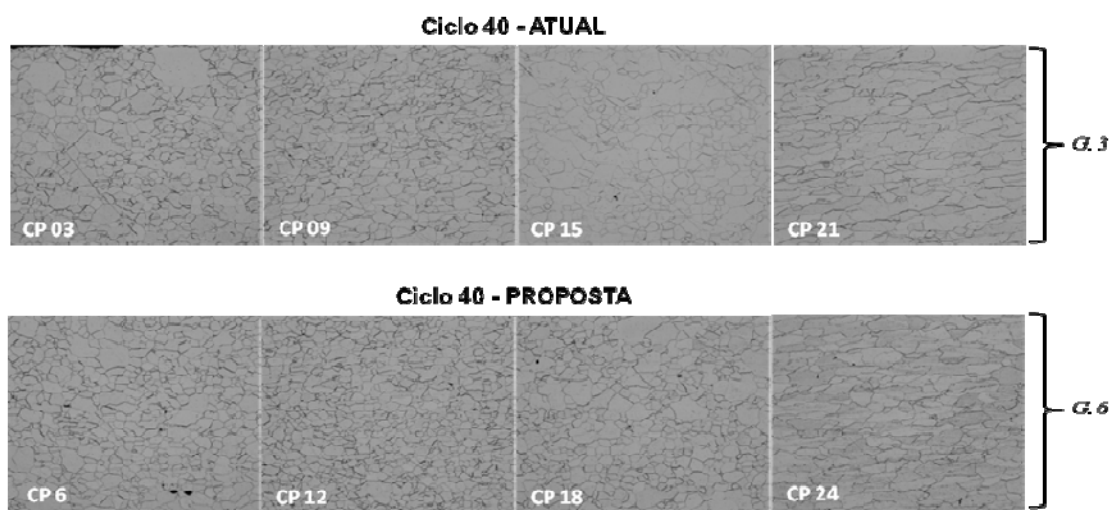 Ciclo 40 - ATUAL
CP 03
CP 09
CP 15
CP 21
G. 3
Ciclo 40 - PROPOSTA
CP 6
CP 12
CP 18
CP 24
G. 6